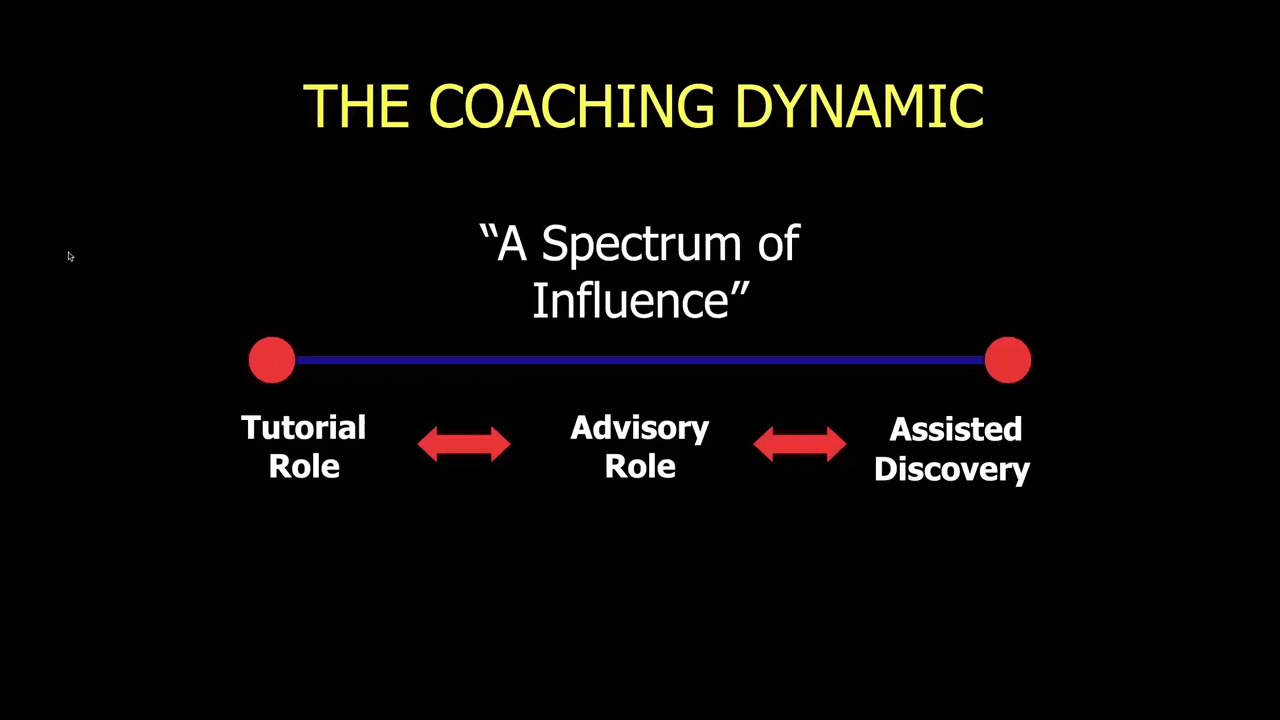 THE COACHING DYNAMIC
“A Spectrum of
Influence”
Tutorial
Role
Advisory
Role
Assisted
Discovery